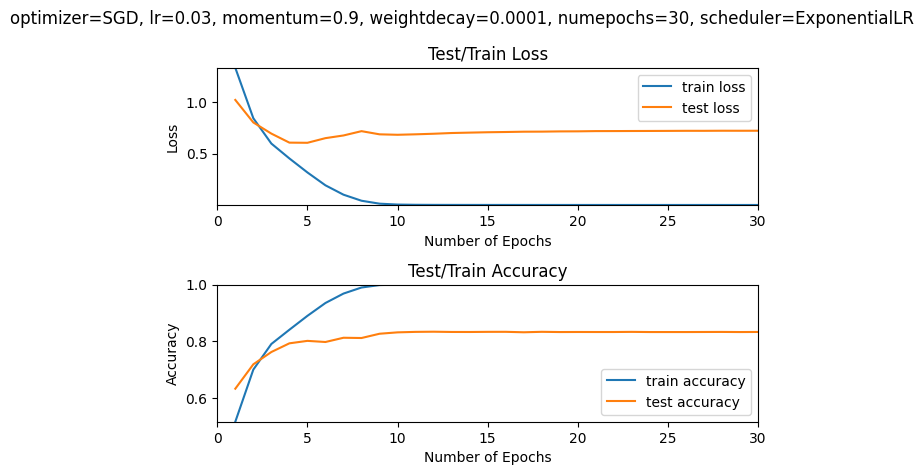 optimizer=SGD, lr=0.03, momentum=0.9, weightdecay=0.0001, numepochs=30, scheduler=ExponentialLR
Test/Train Loss
train loss
test loss
1.0
0.5
Loss
0 5 10 15 20 25 30
Number of Epochs
Test/Train Accuracy
1.0
0.8
0.6
Accuracy
train accuracy
test accuracy
0 5 10 15 20 25 30
Number of Epochs